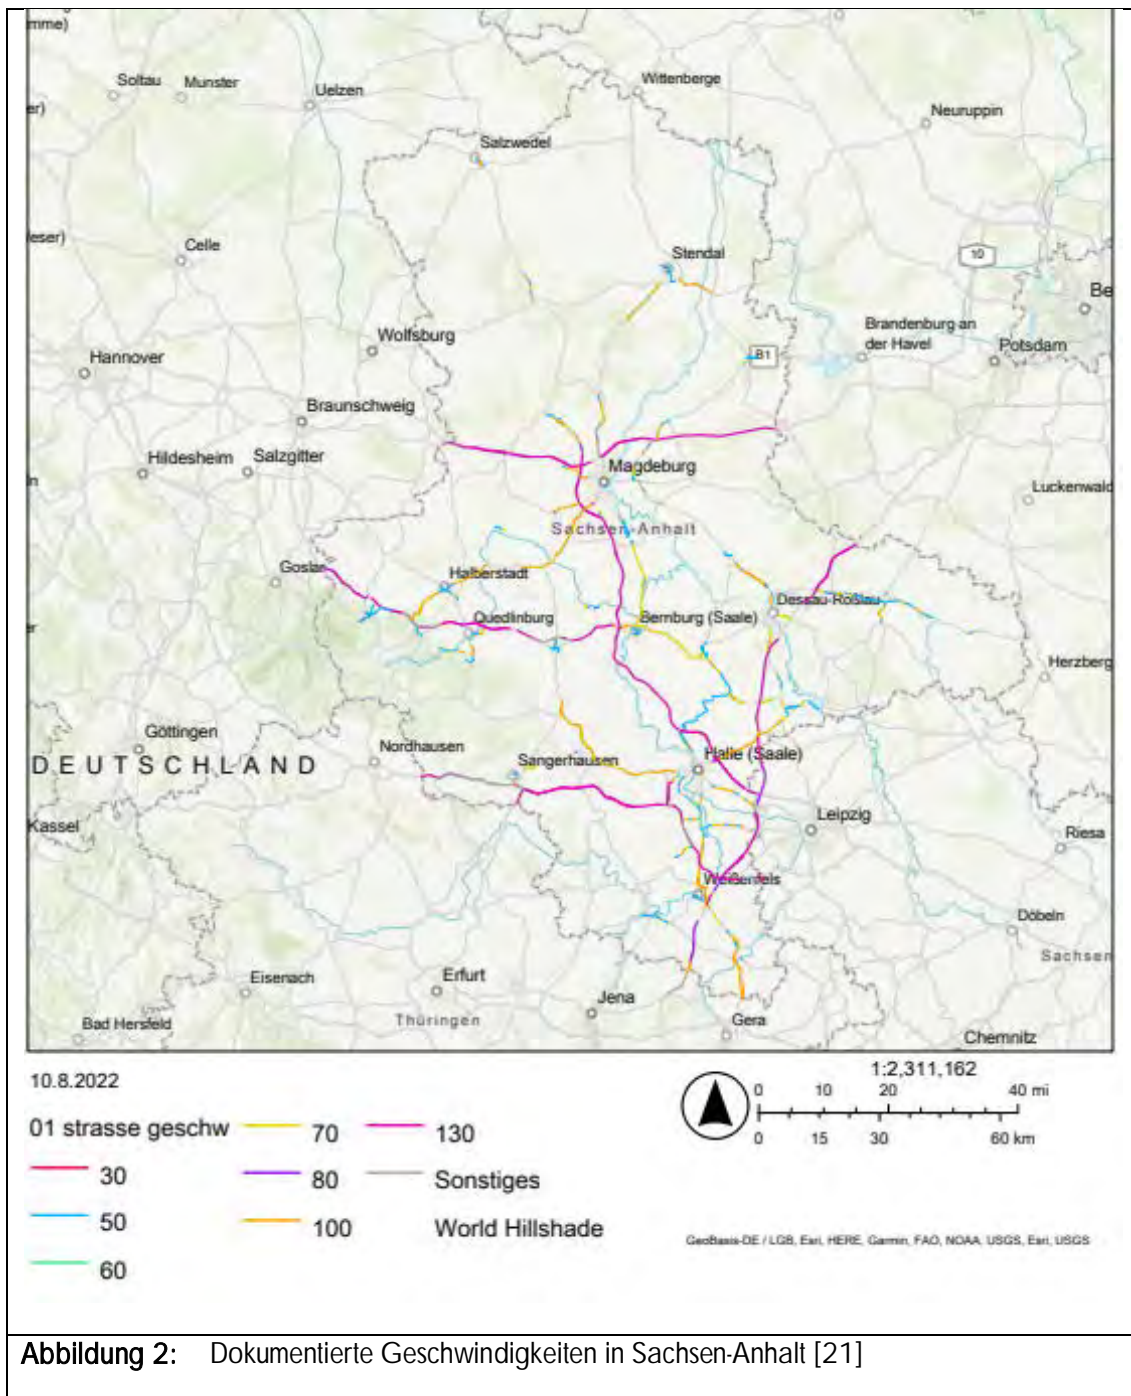 mme)
Soltau
Munster
Uelzen
Wittenberge
Neuruppin
er)
Salzwedel
leser)
Celle
Stendal
10
Be
Wolfsburg
Brandenburg an
der Havel
Potsdam
Hannover
B1
Braunschweig
Hildesheim
Salzgitter
Magdeburg
Luckenwald
Sachsen-Anhalt
Goslar
Halberstadt
Quedlinburg
Bernburg (Saale)
Dessau-Roßlau
er
Herzberg
Göttingen
Nordhausen
DEUTSCHLAND
Sangerhausen
Halle (Saale)
Kassel
Leipzig
Riesa
Weißenfels
Döbeln
Sachsen
Eisenach
Erfurt
Jena
Thüringen
Gera
Bad Hersfeld
Chemnitz
10.8.2022
1:2,311,162
0 10 20 40 mi
0 15 30 60 km
01 strasse geschw
30
50
60
70
80
100
130
Sonstiges
World Hillshade
GeoBasis-DE / LGB, Esri, HERE, Garmin, FAO, NOAA, USGS, Esri, USGS
Abbildung 2: Dokumentierte Geschwindigkeiten in Sachsen-Anhalt [21]